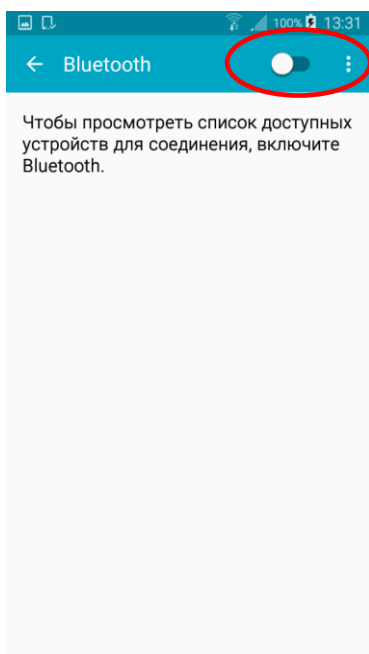 100% 13:31
Bluetooth
Чтобы просмотреть список доступных
устройств для соединения, включите
Bluetooth.